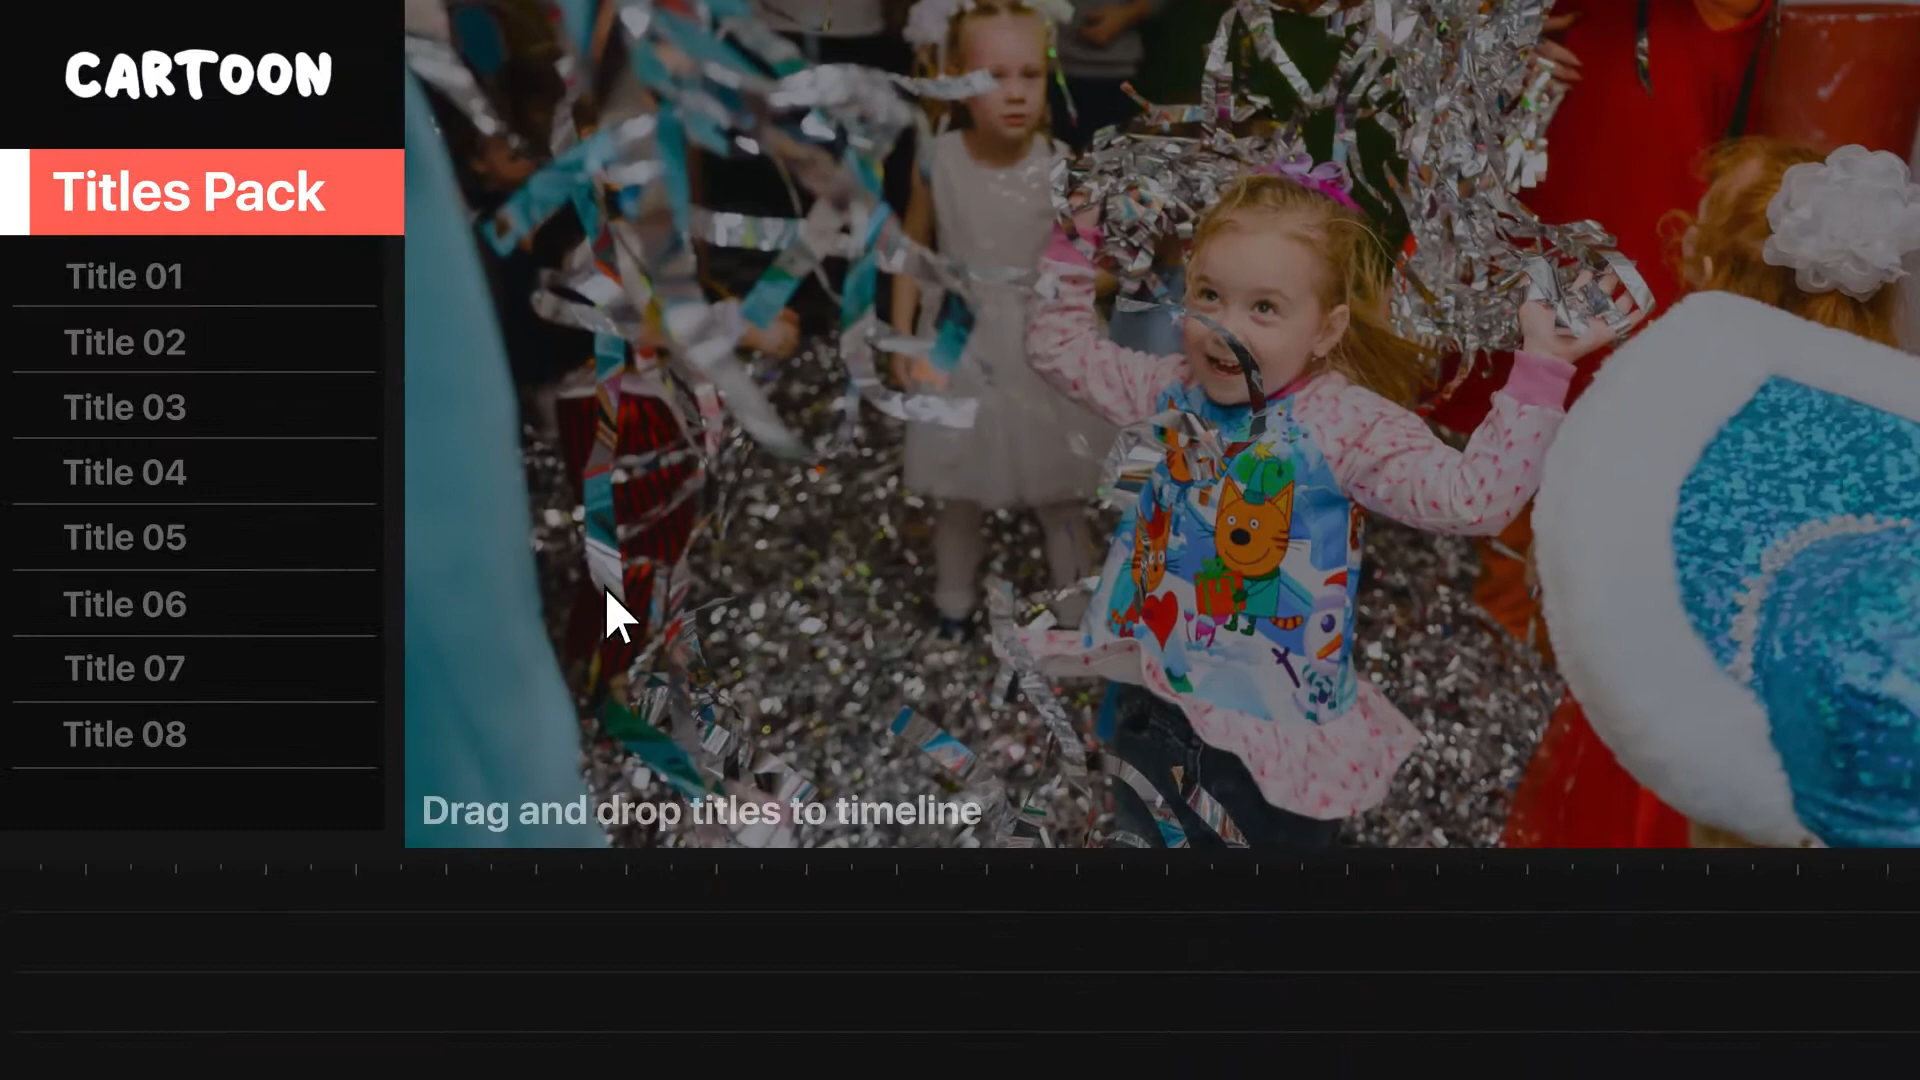 CARTOON
Titles Pack
Title 01
Title 02
Title 03
Title 04
Title 05
Title 06
Title 07
Title 08
Drag and drop titles to timeline